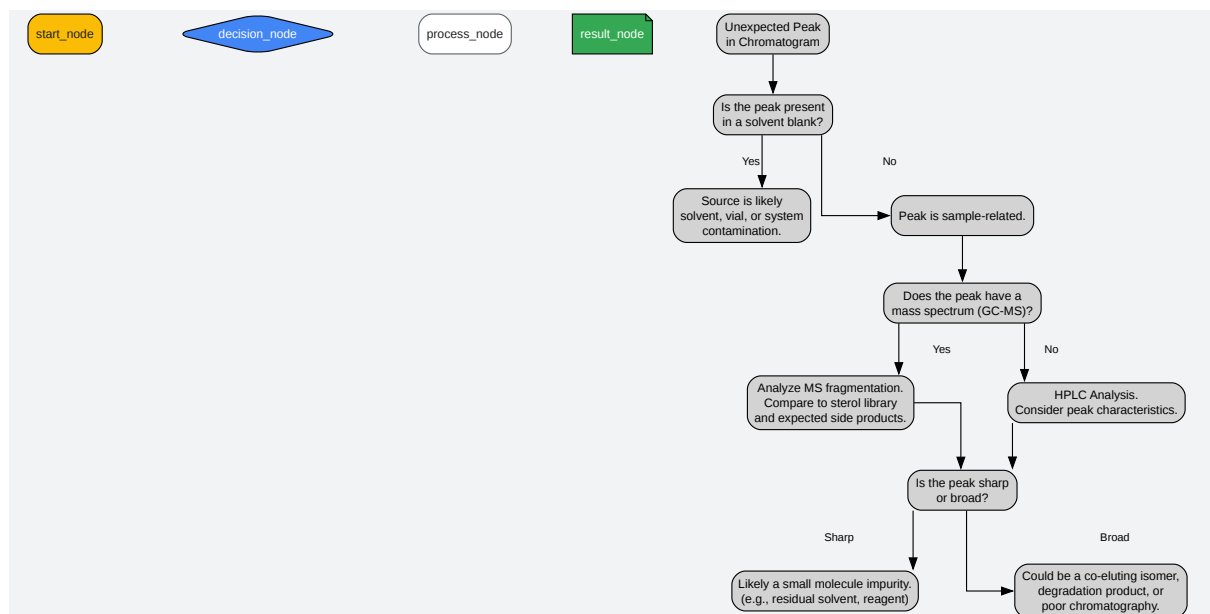 start_node
decision_node
process_node
result_node
Unexpected Peak
in Chromatogram
Is the peak present
in a solvent blank?
Yes
No
Source is likely
solvent, vial, or system
contamination.
Peak is sample-related.
Does the peak have a
mass spectrum (GC-MS)?
Yes
No
Analyze MS fragmentation.
Compare to sterol library
and expected side products.
HPLC Analysis.
Consider peak characteristics.
Is the peak sharp
or broad?
Sharp
Broad
Likely a small molecule impurity.
(e.g., residual solvent, reagent)
Could be a co-eluting isomer,
degradation product, or
poor chromatography.